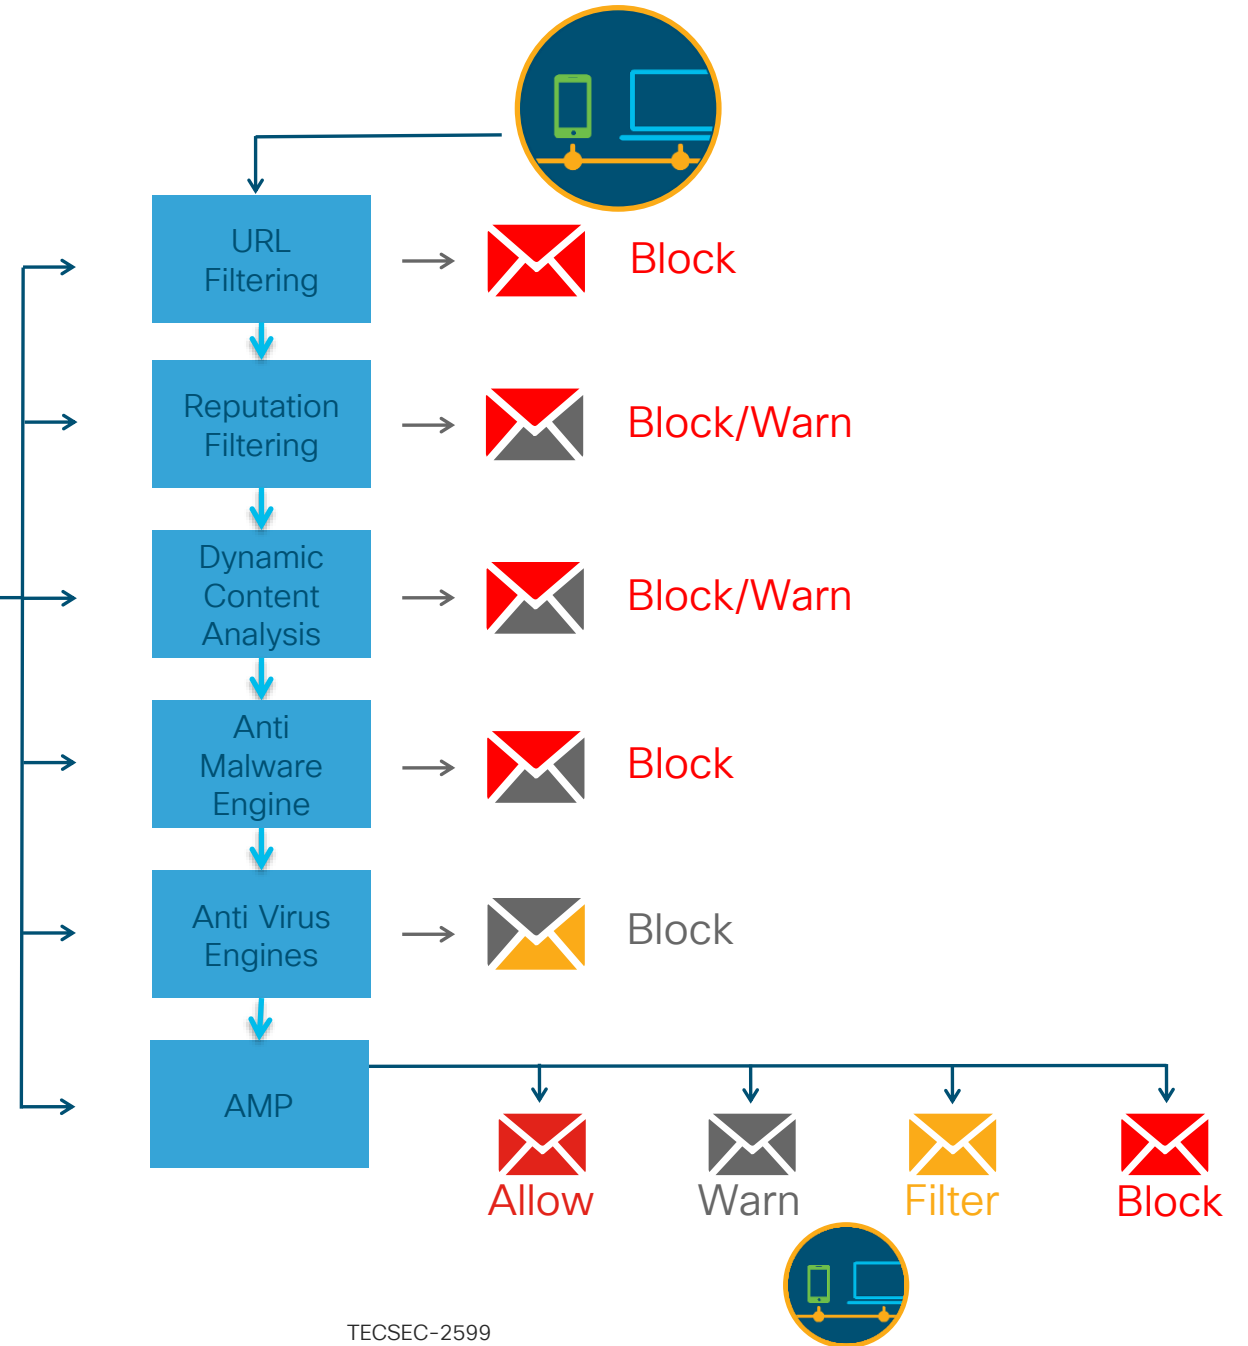 URL
Filtering
Block
Reputation
Filtering
Block/Warn
Dynamic
Content
Analysis
Block/Warn
Anti
Malware
Engine
Block
Anti Virus
Engines
Block
AMP
Allow
Warn
Filter
Block
TECSEC-2599